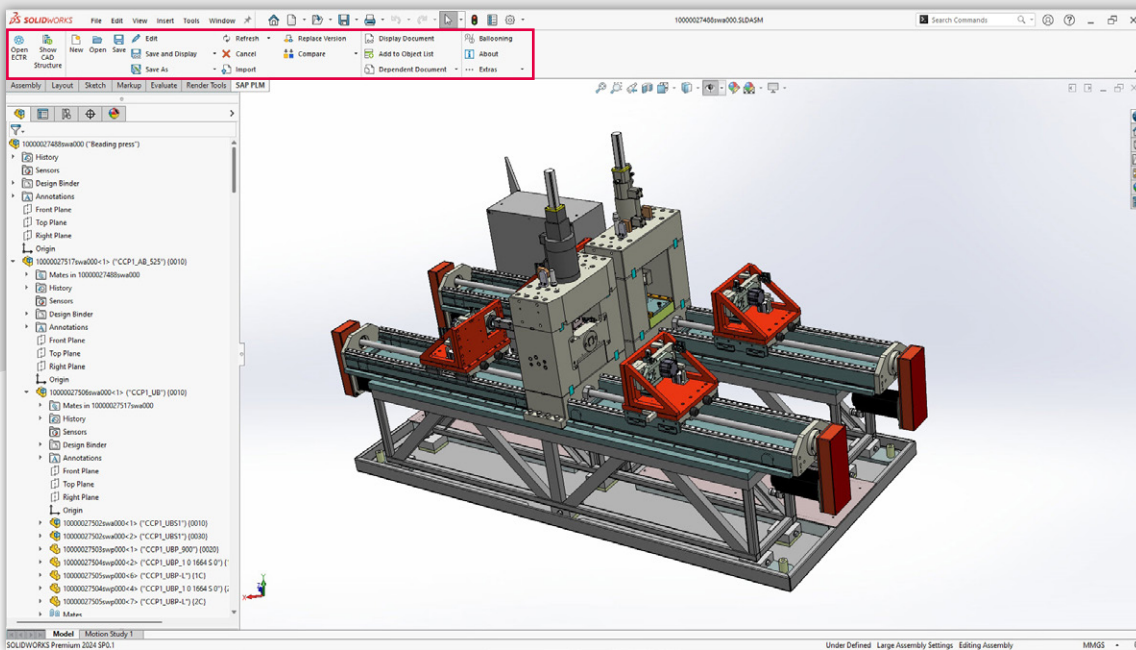 SOLIDWORKS File Edit View Insert Tools Window 10000027488swa000.SLDASM Search Commands
Open ECTR Show CAD Structure New Open Save Edit Refresh Replace Version Display Document Ballooning
Save and Display Cancel Compare Add to Object List About
Save As Import Dependent Document Extras
Assembly Layout Sketch Markup Evaluate Render Tools SAP PLM
10000027488swa000 ("Beading press")
History
Sensors
Design Binder
Annotations
Front Plane
Top Plane
Right Plane
Origin
10000027517swa000<1> ("CCP1_AB_525") {0010}
Mates in 10000027488swa000
History
Sensors
Design Binder
Annotations
Front Plane
Top Plane
Right Plane
Origin
10000027506swa000<1> ("CCP1_UB") {0010}
Mates in 10000027517swa000
History
Sensors
Design Binder
Annotations
Front Plane
Top Plane
Right Plane
Origin
10000027502swa000<1> ("CCP1_UBS1") {0010}
10000027502swa000<2> ("CCP1_UBS1") {0030}
10000027503swp000<1> ("CCP1_UBP_900") {0020}
10000027504swp000<2> ("CCP1_UBP_1 0 1664 S 0") {
10000027505swp000<6> ("CCP1_UBP-L") {1C}
10000027504swp000<4> ("CCP1_UBP_1 0 1664 S 0") {
10000027505swp000<7> ("CCP1_UBP-L") {2C}
Mates
Model Motion Study 1
SOLIDWORKS Premium 2024 SP0.1 Under Defined Large Assembly Settings Editing Assembly MMGS